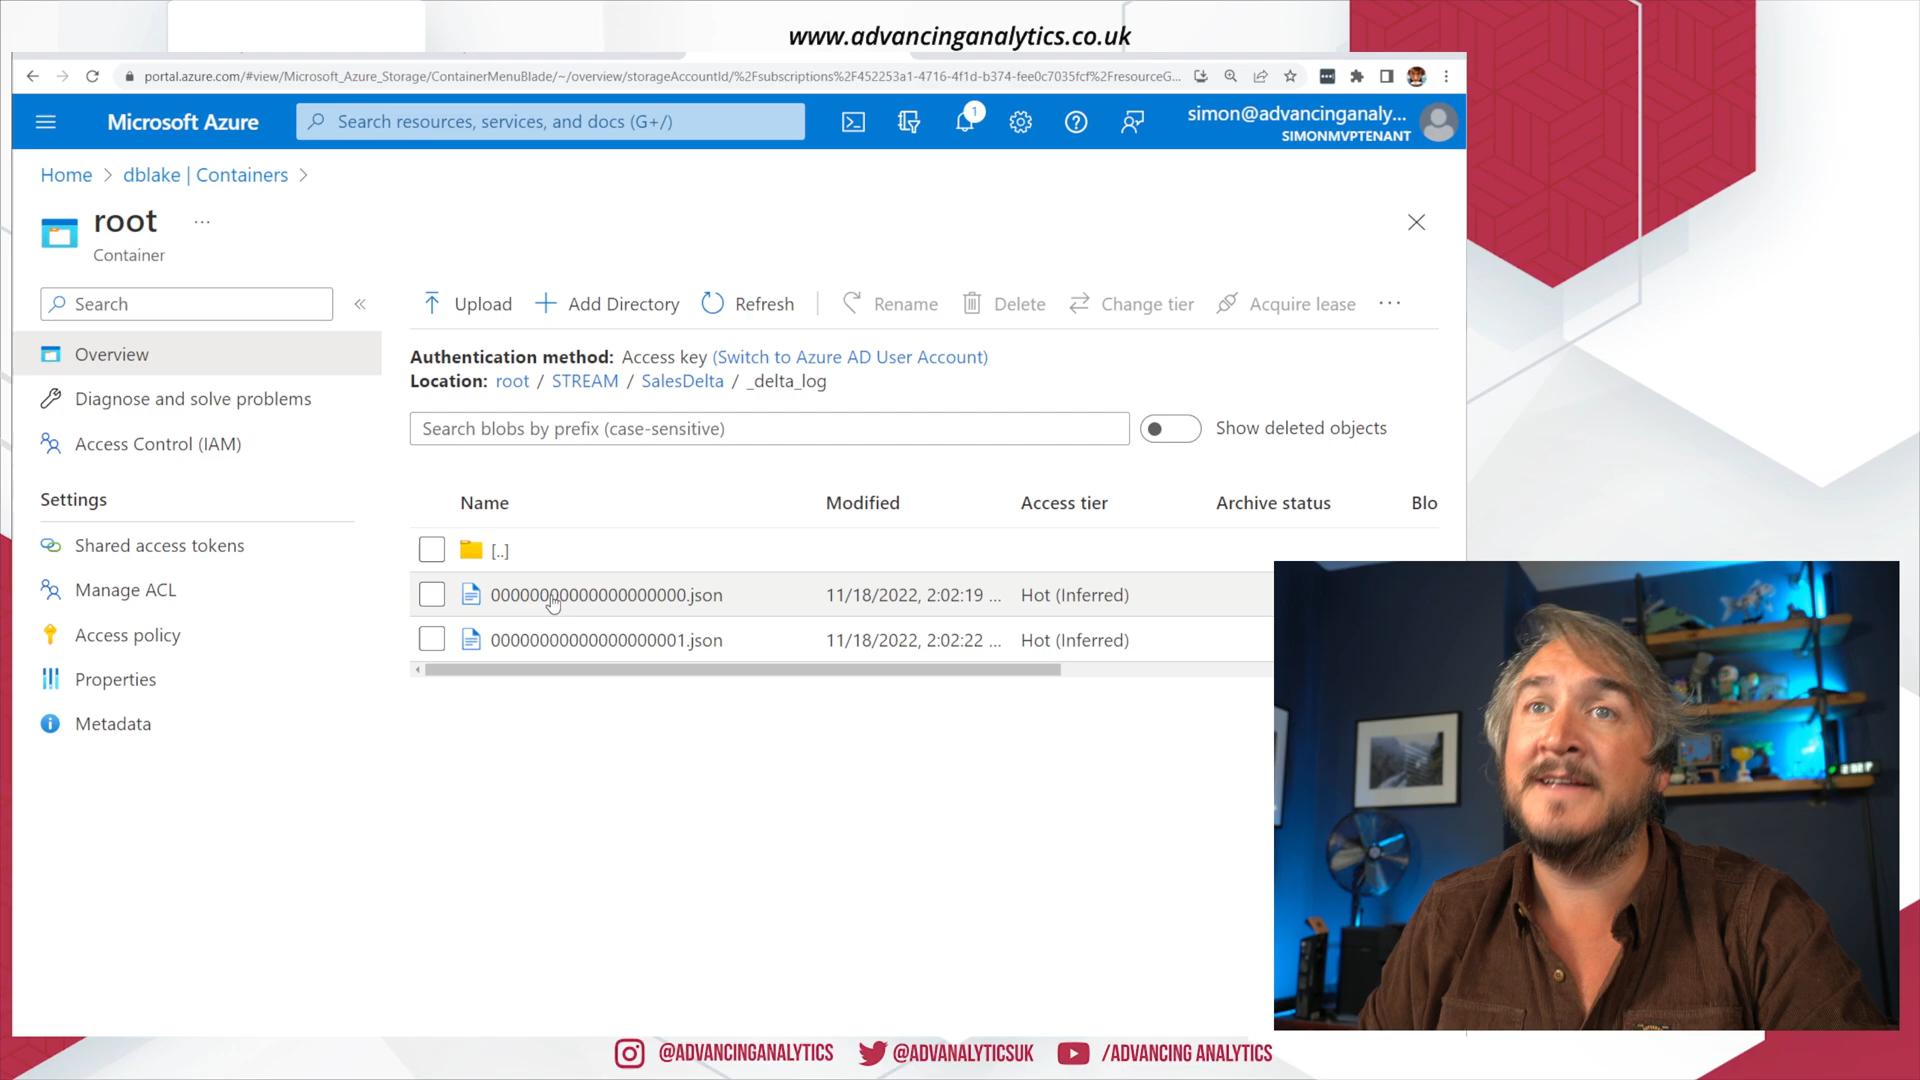 www.advancinganalytics.co.uk
portal.azure.com/#view/Microsoft_Azure_Storage/ContainerMenuBlade/~/overview/storageAccountId/%2Fsubscriptions%2F452253a1-4716-4f1d-b374-fee0c7035fcf%2FresourceG...
Microsoft Azure
Search resources, services, and docs (G+/)
1
simon@advancinganaly...
SIMONMVPTENANT
Home > dblake | Containers >
root ...
Container
Search
«
Upload
Add Directory
Refresh
Rename
Delete
Change tier
Acquire lease
...
Overview
Diagnose and solve problems
Access Control (IAM)
Settings
Shared access tokens
Manage ACL
Access policy
Properties
Metadata
Authentication method: Access key (Switch to Azure AD User Account)
Location: root / STREAM / SalesDelta / _delta_log
Search blobs by prefix (case-sensitive)
Show deleted objects
Name Modified Access tier Archive status Blo
[..]
00000000000000000000.json 11/18/2022, 2:02:19 ... Hot (Inferred)
00000000000000000001.json 11/18/2022, 2:02:22 ... Hot (Inferred)
@ADVANCINGANALYTICS
@ADVANALYTICSUK
/ADVANCING ANALYTICS